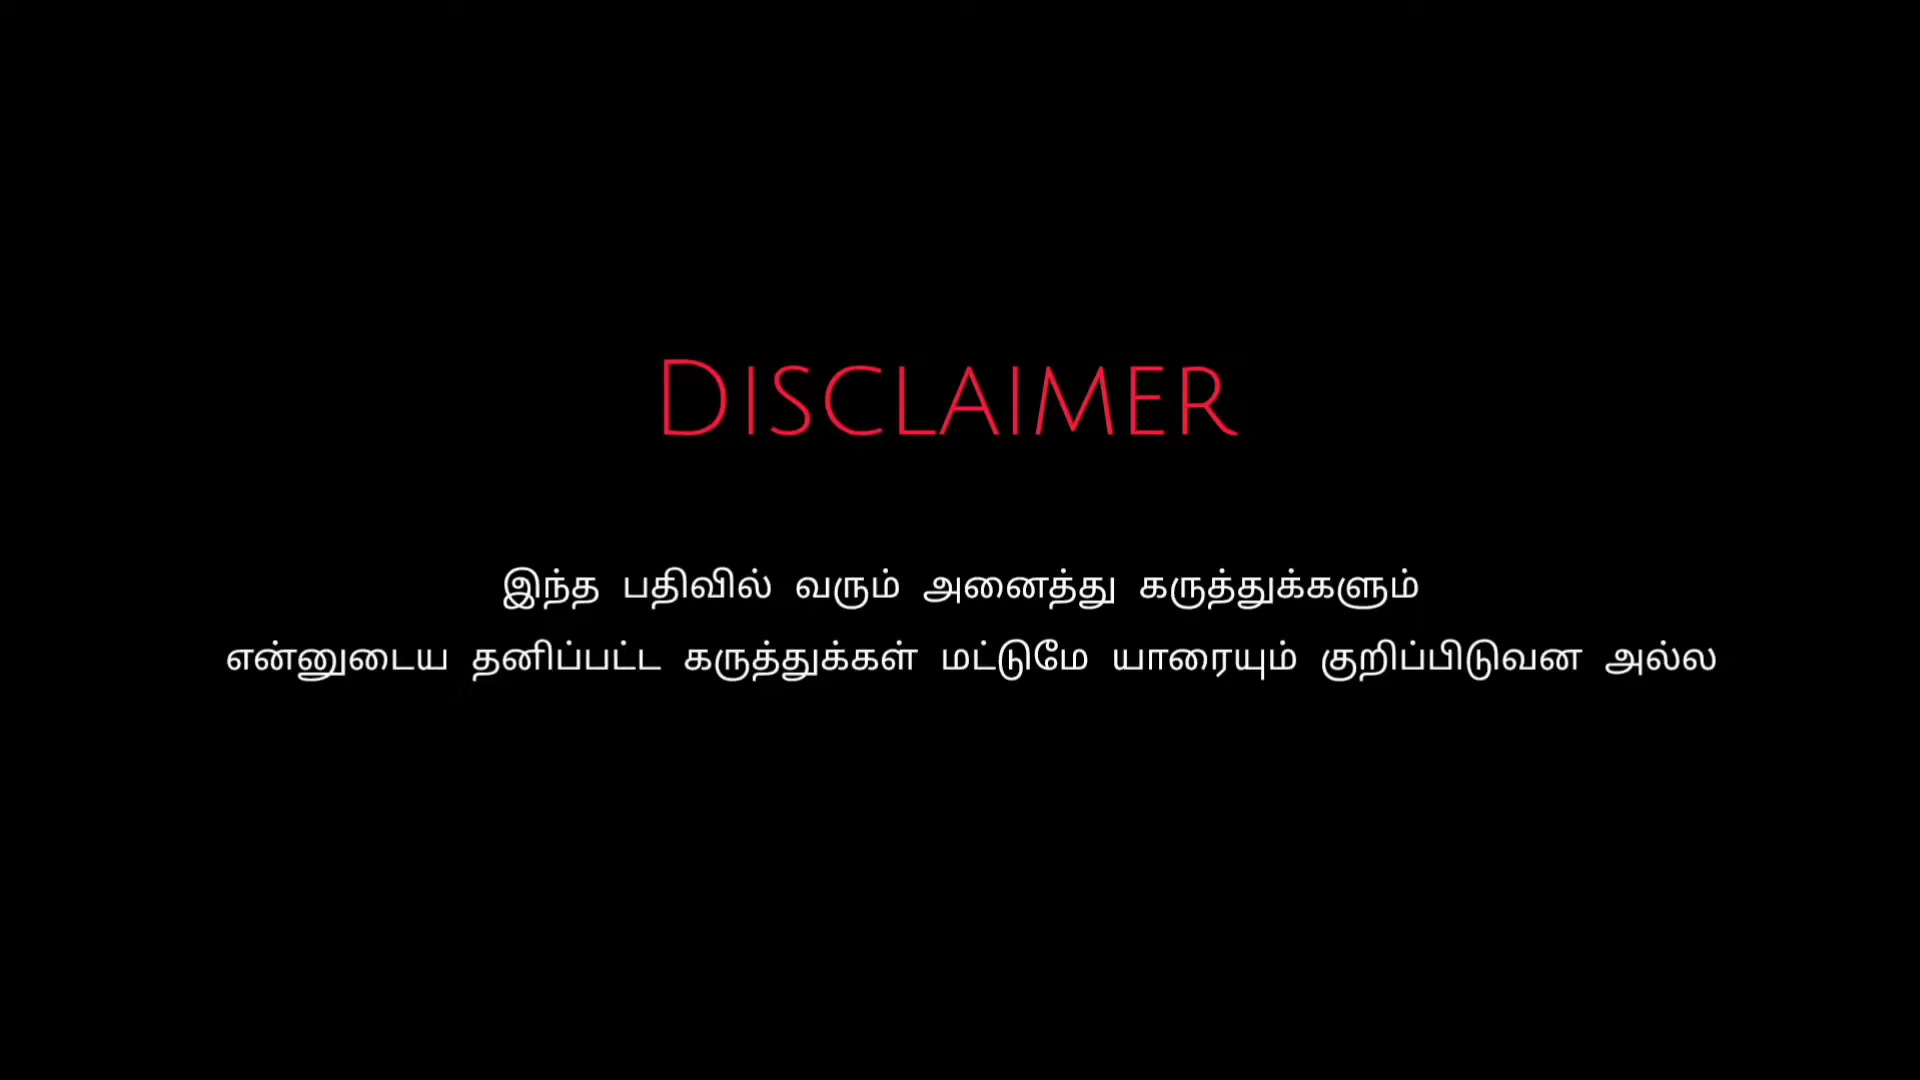 DISCLAIMER
இந்த பதிவில் வரும் அனைத்து கருத்துக்களும்
என்னுடைய தனிப்பட்ட கருத்துக்கள் மட்டுமே யாரையும் குறிப்பிடுவன அல்ல